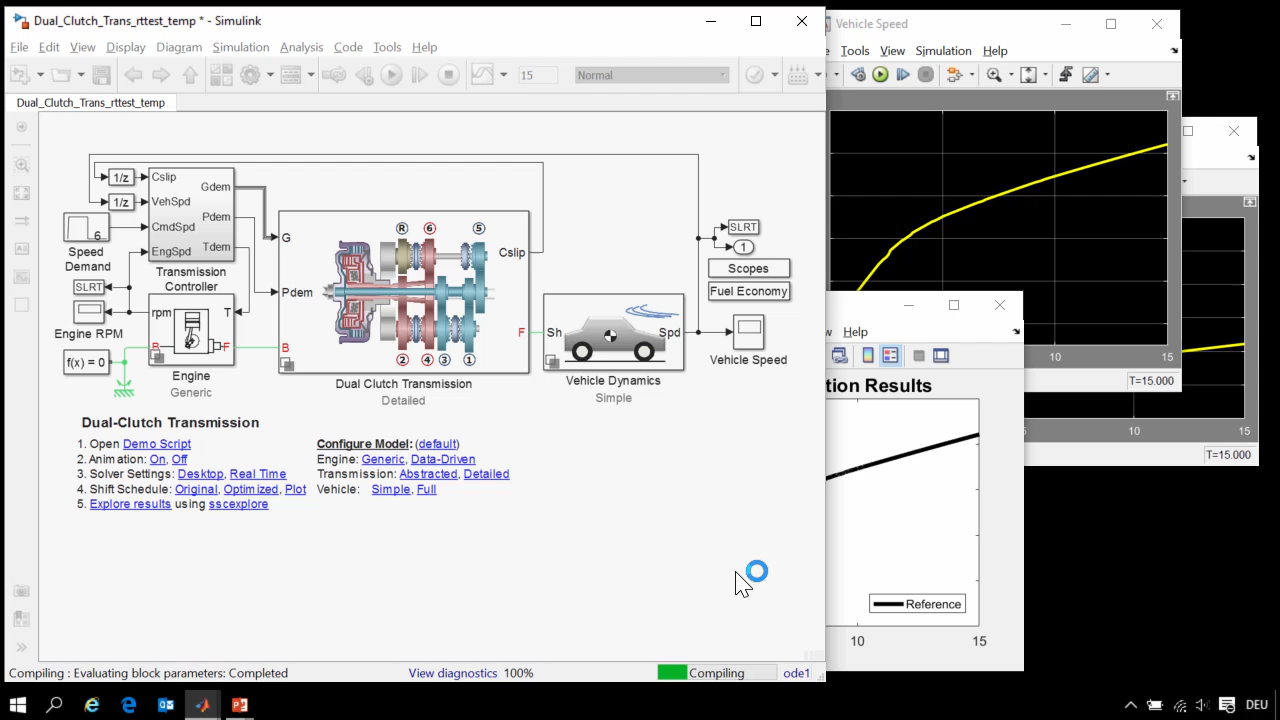 Dual_Clutch_Trans_rttest_temp * - Simulink
File Edit View Display Diagram Simulation Analysis Code Tools Help
15 Normal
Dual_Clutch_Trans_rttest_temp
1/z
1/z
Cslip
VehSpd
CmdSpd
EngSpd
Gdem
Pdem
Tdem
6
Speed
Demand
Transmission
Controller
SLRT
Engine RPM
rpm
T
B
F
f(x) = 0
Engine
Generic
G
Pdem
B
Cslip
F
R 6 5
2 4 3 1
Dual Clutch Transmission
Detailed
Sh
Spd
Vehicle Dynamics
Simple
SLRT
1
Scopes
Fuel Economy
Vehicle Speed
Dual-Clutch Transmission
1. Open Demo Script
2. Animation: On, Off
3. Solver Settings: Desktop, Real Time
4. Shift Schedule: Original, Optimized, Plot
5. Explore results using sscexplore
Configure Model: (default)
Engine: Generic, Data-Driven
Transmission: Abstracted, Detailed
Vehicle: Simple, Full
Compiling : Evaluating block parameters: Completed
View diagnostics 100%
Compiling
ode1
Vehicle Speed
Tools View Simulation Help
10 15
T=15.000
10 15
T=15.000
Help
tion Results
Reference
10 15
DEU